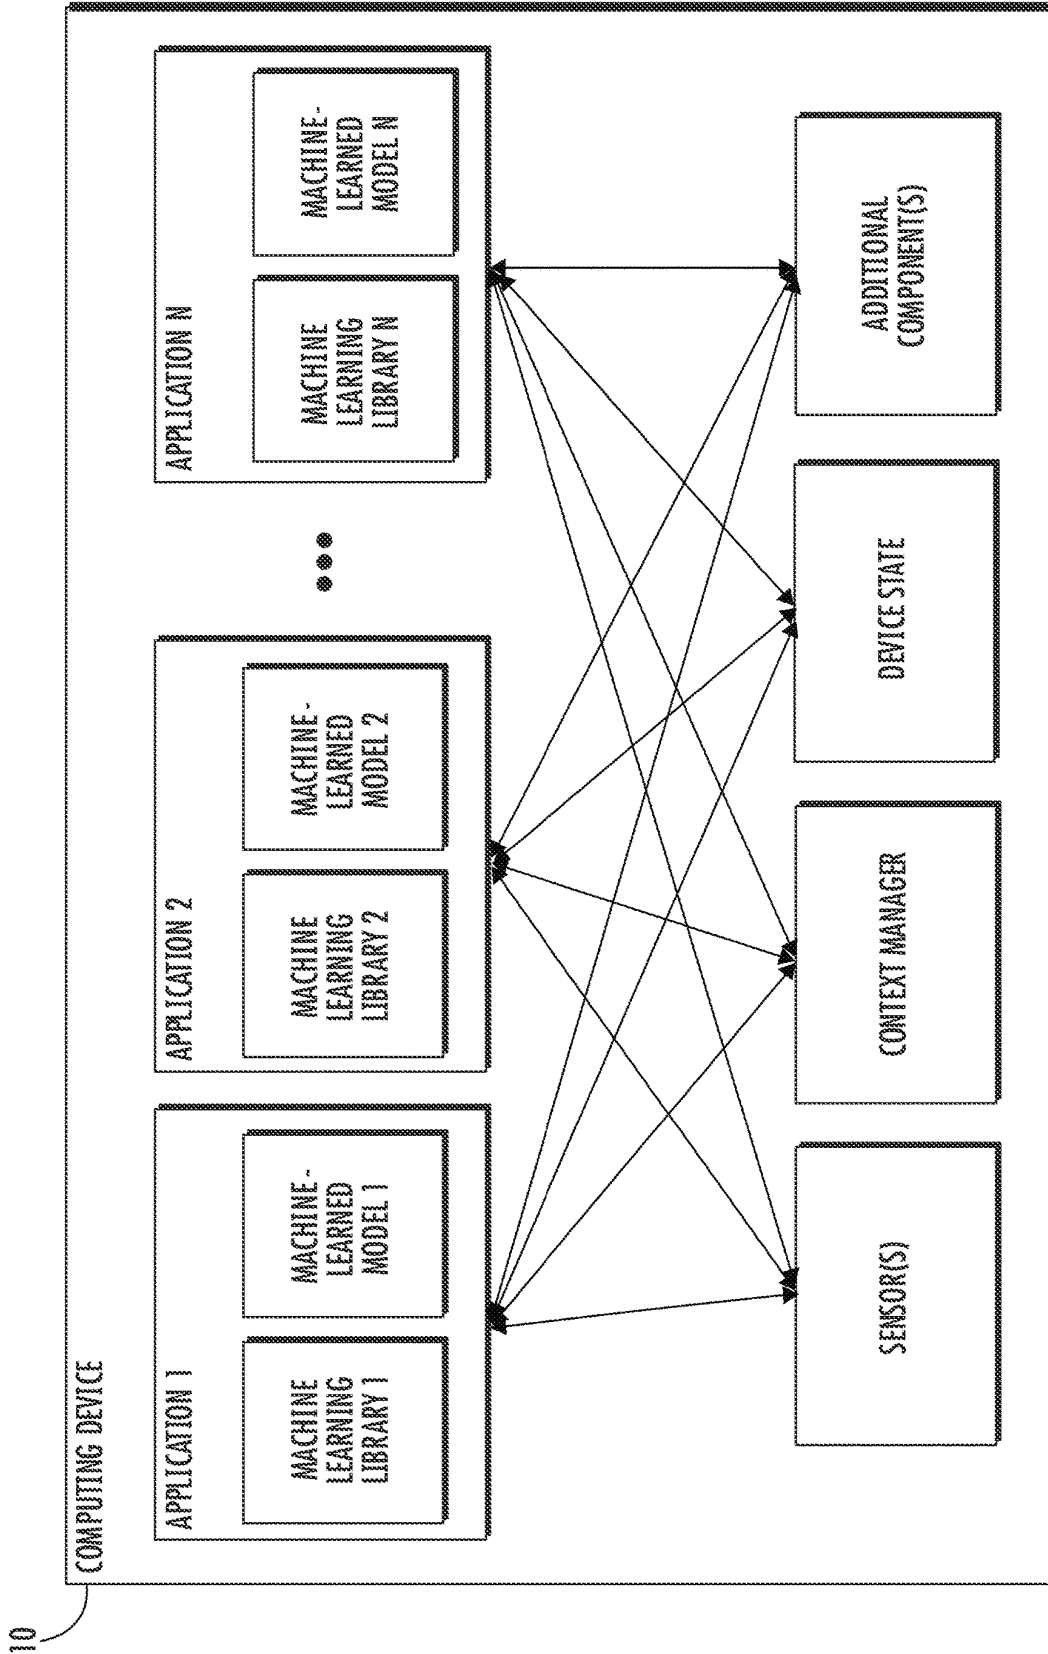 10
COMPUTING DEVICE
APPLICATION 1
MACHINE
LEARNING
LIBRARY 1
MACHINE-
LEARNED
MODEL 1
APPLICATION 2
MACHINE
LEARNING
LIBRARY 2
MACHINE-
LEARNED
MODEL 2
APPLICATION N
MACHINE
LEARNING
LIBRARY N
MACHINE-
LEARNED
MODEL N
SENSOR(S)
CONTEXT MANAGER
DEVICE STATE
ADDITIONAL
COMPONENT(S)